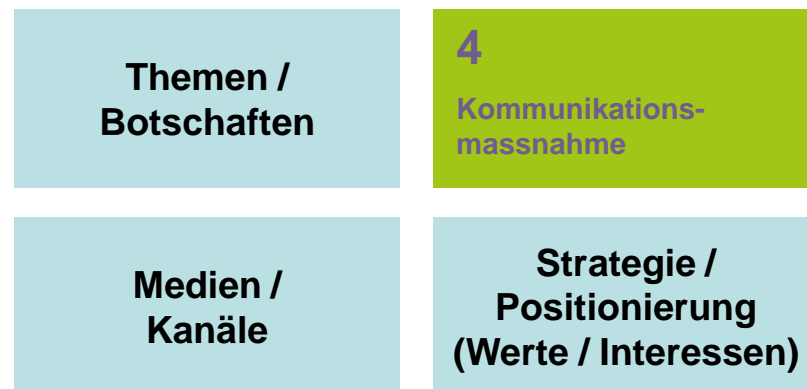 Themen /
Botschaften
4
Kommunikations-
massnahme
Medien /
Kanäle
Strategie /
Positionierung
(Werte / Interessen)